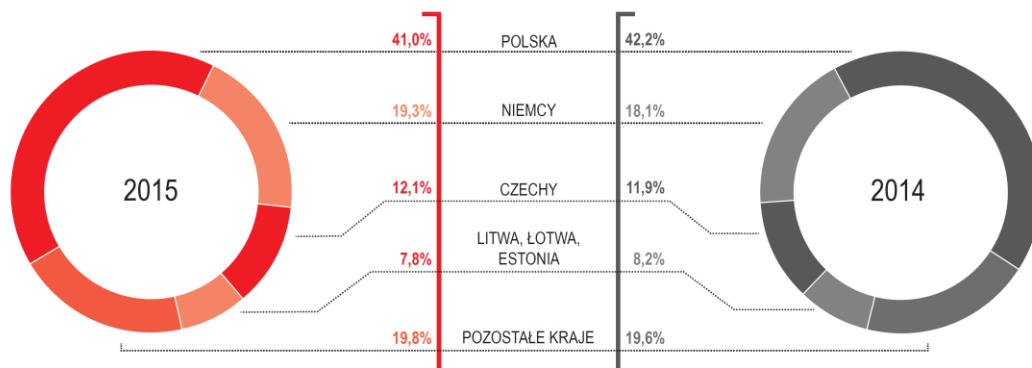 41,0% POLSKA 42,2%
19,3% NIEMCY 18,1%
2015
2014
12,1% CZECHY 11,9%
LITWA, ŁOTWA,
7,8% ESTONIA 8,2%
19,8% POZOSTAŁE KRAJE 19,6%